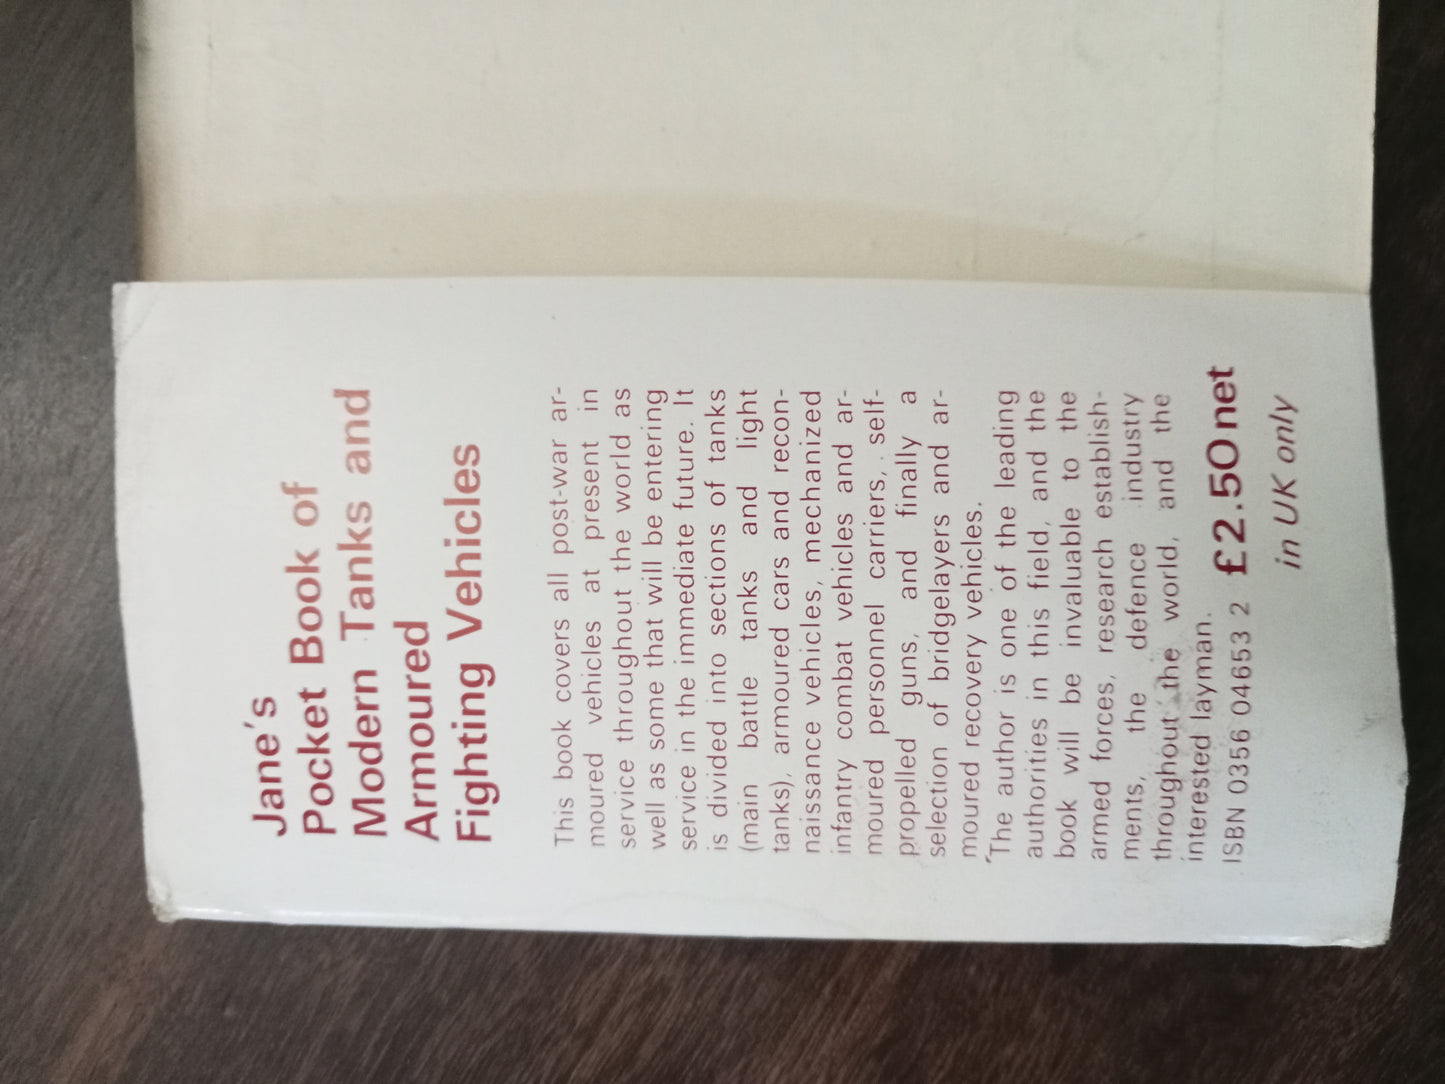 Jane's
Pocket Book of
Modern Tanks and
Armoured
Fighting Vehicles
This book covers all post-war ar-
moured vehicles at present in
service throughout the world as
well as some that will be entering
service in the immediate future. It
is divided into sections of tanks
(main battle tanks and light
tanks), armoured cars and recon-
naissance vehicles, mechanized
infantry combat vehicles and ar-
moured personnel carriers, self-
propelled guns, and finally a
selection of bridgelayers and ar-
moured recovery vehicles.
The author is one of the leading
authorities in this field, and the
book will be invaluable to the
armed forces, research establish-
ments, the defence industry
throughout the world, and the
interested layman.
ISBN 0356 04653 2 £2.50net
in UK only